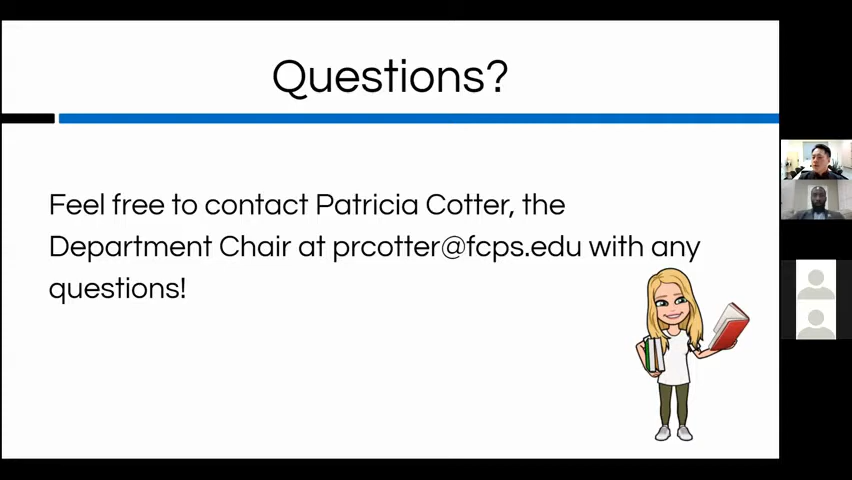 Questions?
Feel free to contact Patricia Cotter, the
Department Chair at prcotter@fcps.edu with any
questions!